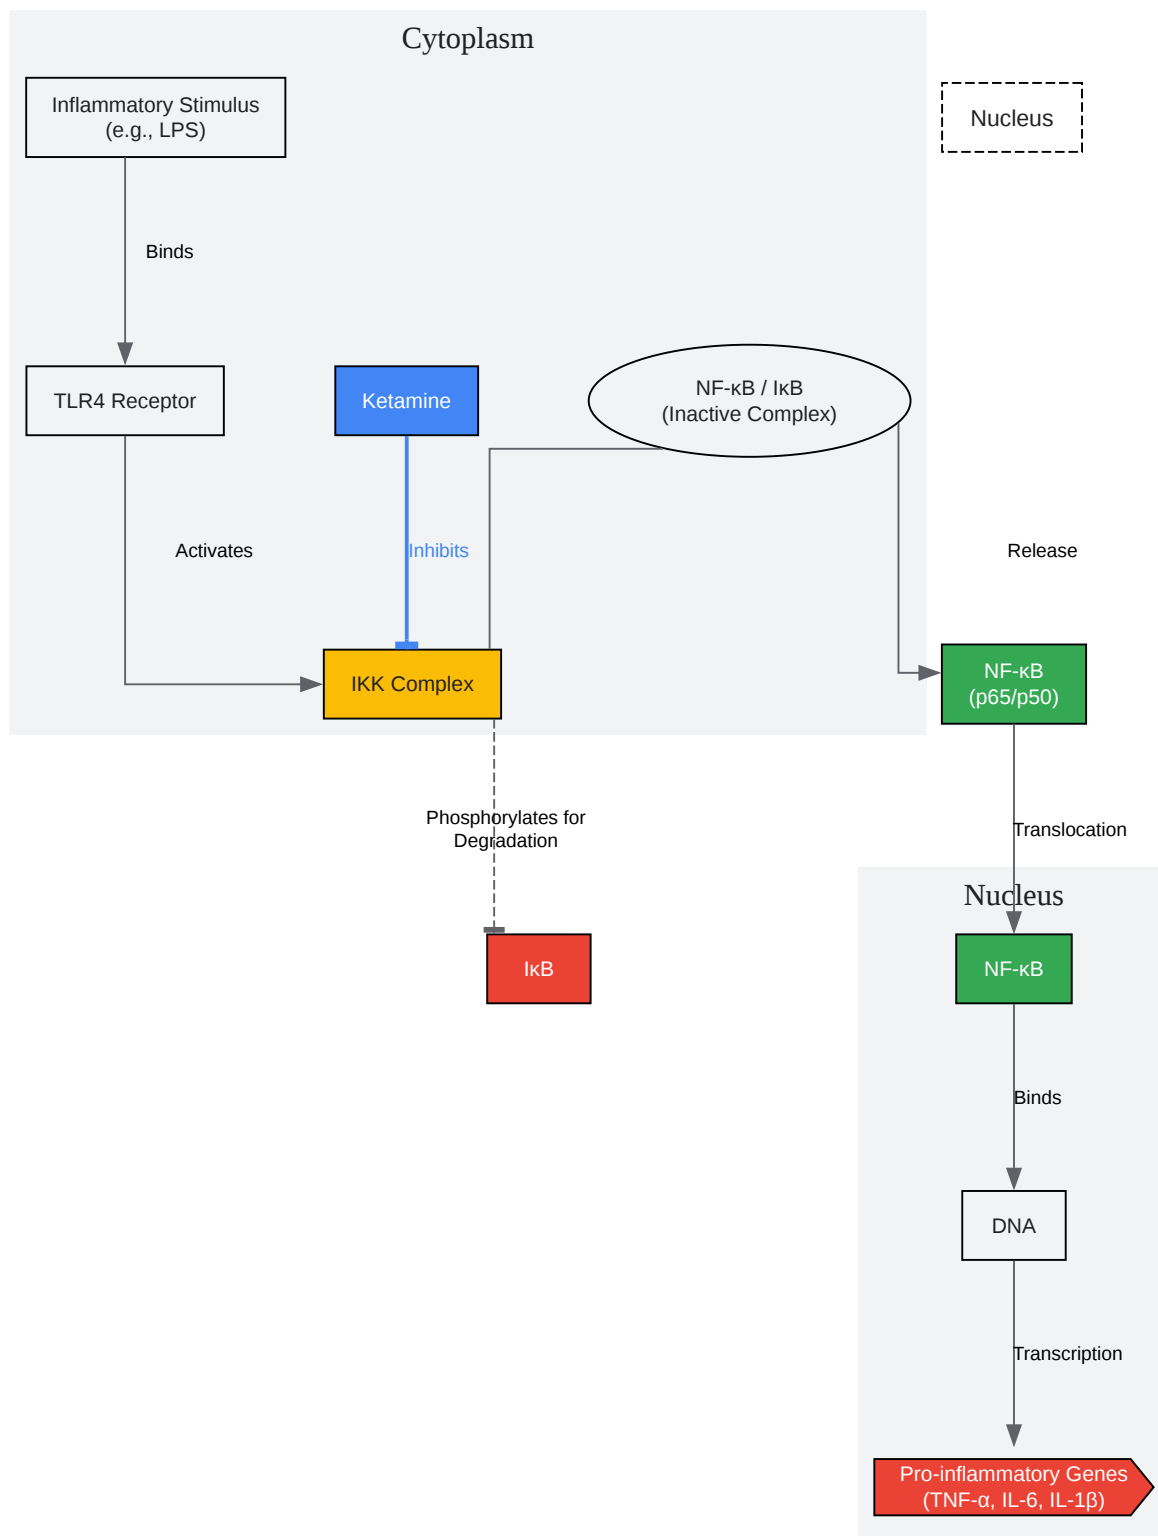 Cytoplasm
Inflammatory Stimulus
(e.g., LPS)
Nucleus
Binds
TLR4 Receptor
Ketamine
NF-κB / IκB
(Inactive Complex)
Activates
Inhibits
Release
IKK Complex
NF-κB
(p65/p50)
Phosphorylates for
Degradation
Translocation
Nucleus
IκB
NF-κB
Binds
DNA
Transcription
Pro-inflammatory Genes
(TNF-α, IL-6, IL-1β)